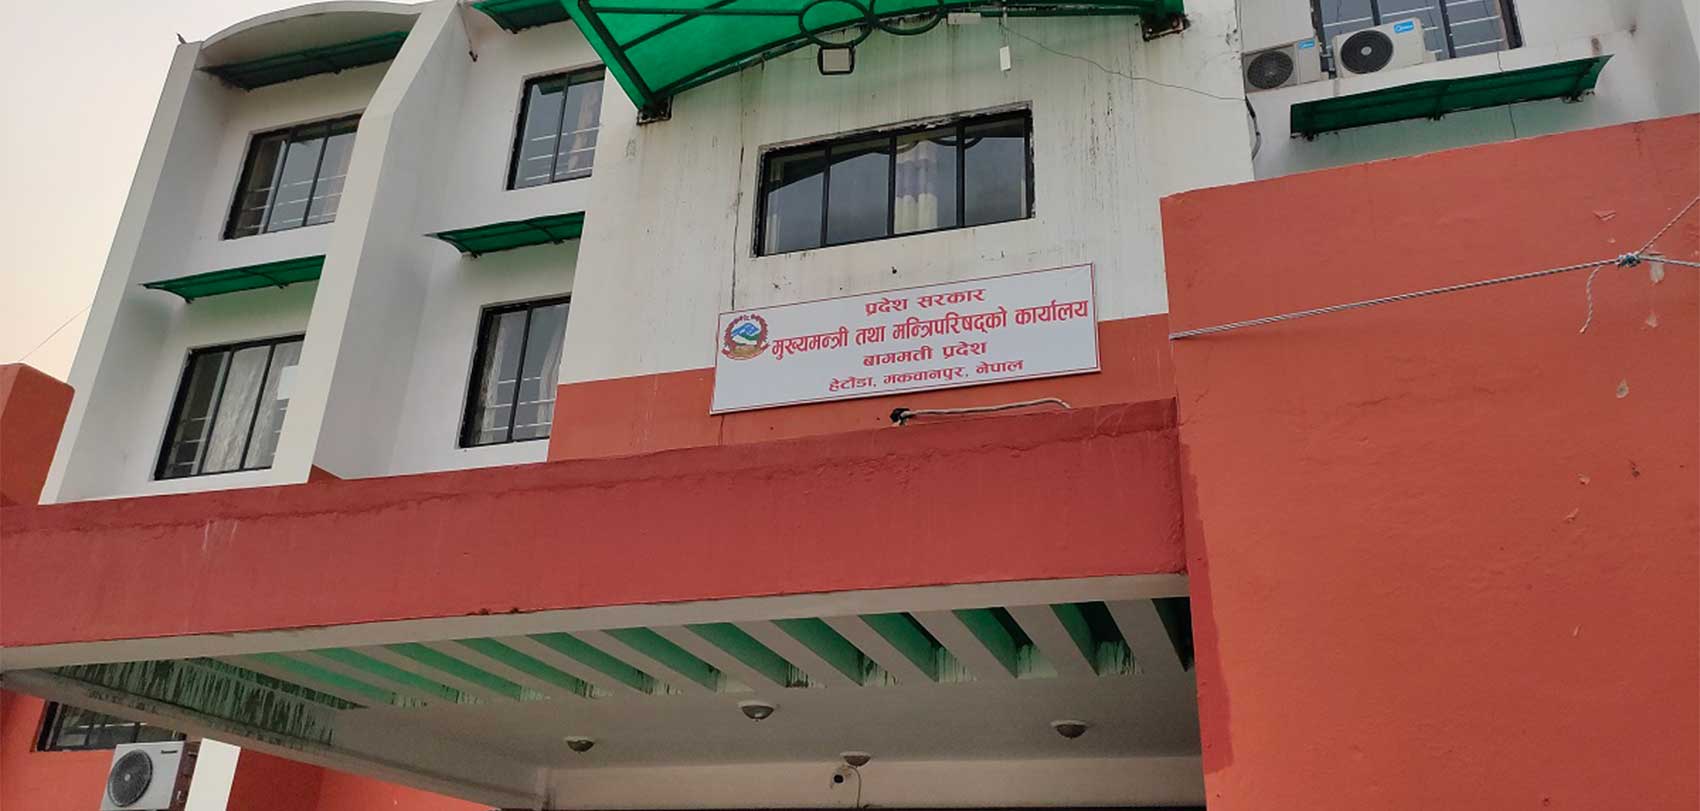 प्रदेश सरकार
मुख्यमन्त्री तथा मन्त्रिपरिषद्को कार्यालय
बागमती प्रदेश
हेटौंडा, मकवानपुर, नेपाल